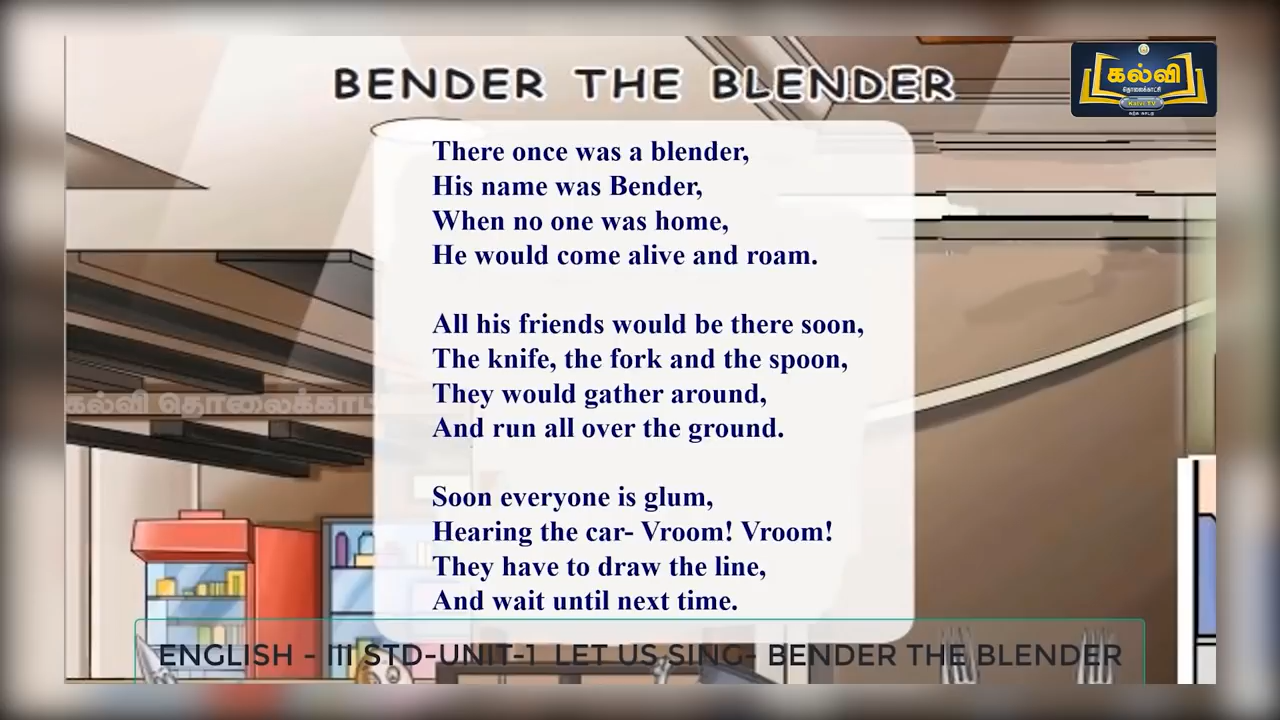 BENDER THE BLENDER
கல்வி
தொலைக்காட்சி
Kalvi TV
There once was a blender,
His name was Bender,
When no one was home,
He would come alive and roam.
All his friends would be there soon,
The knife, the fork and the spoon,
They would gather around,
And run all over the ground.
கல்வி தொலைக்காட்
Soon everyone is glum,
Hearing the car- Vroom! Vroom!
They have to draw the line,
And wait until next time.
ENGLISH - III STD-UNIT-1 LET US SING- BENDER THE BLENDER